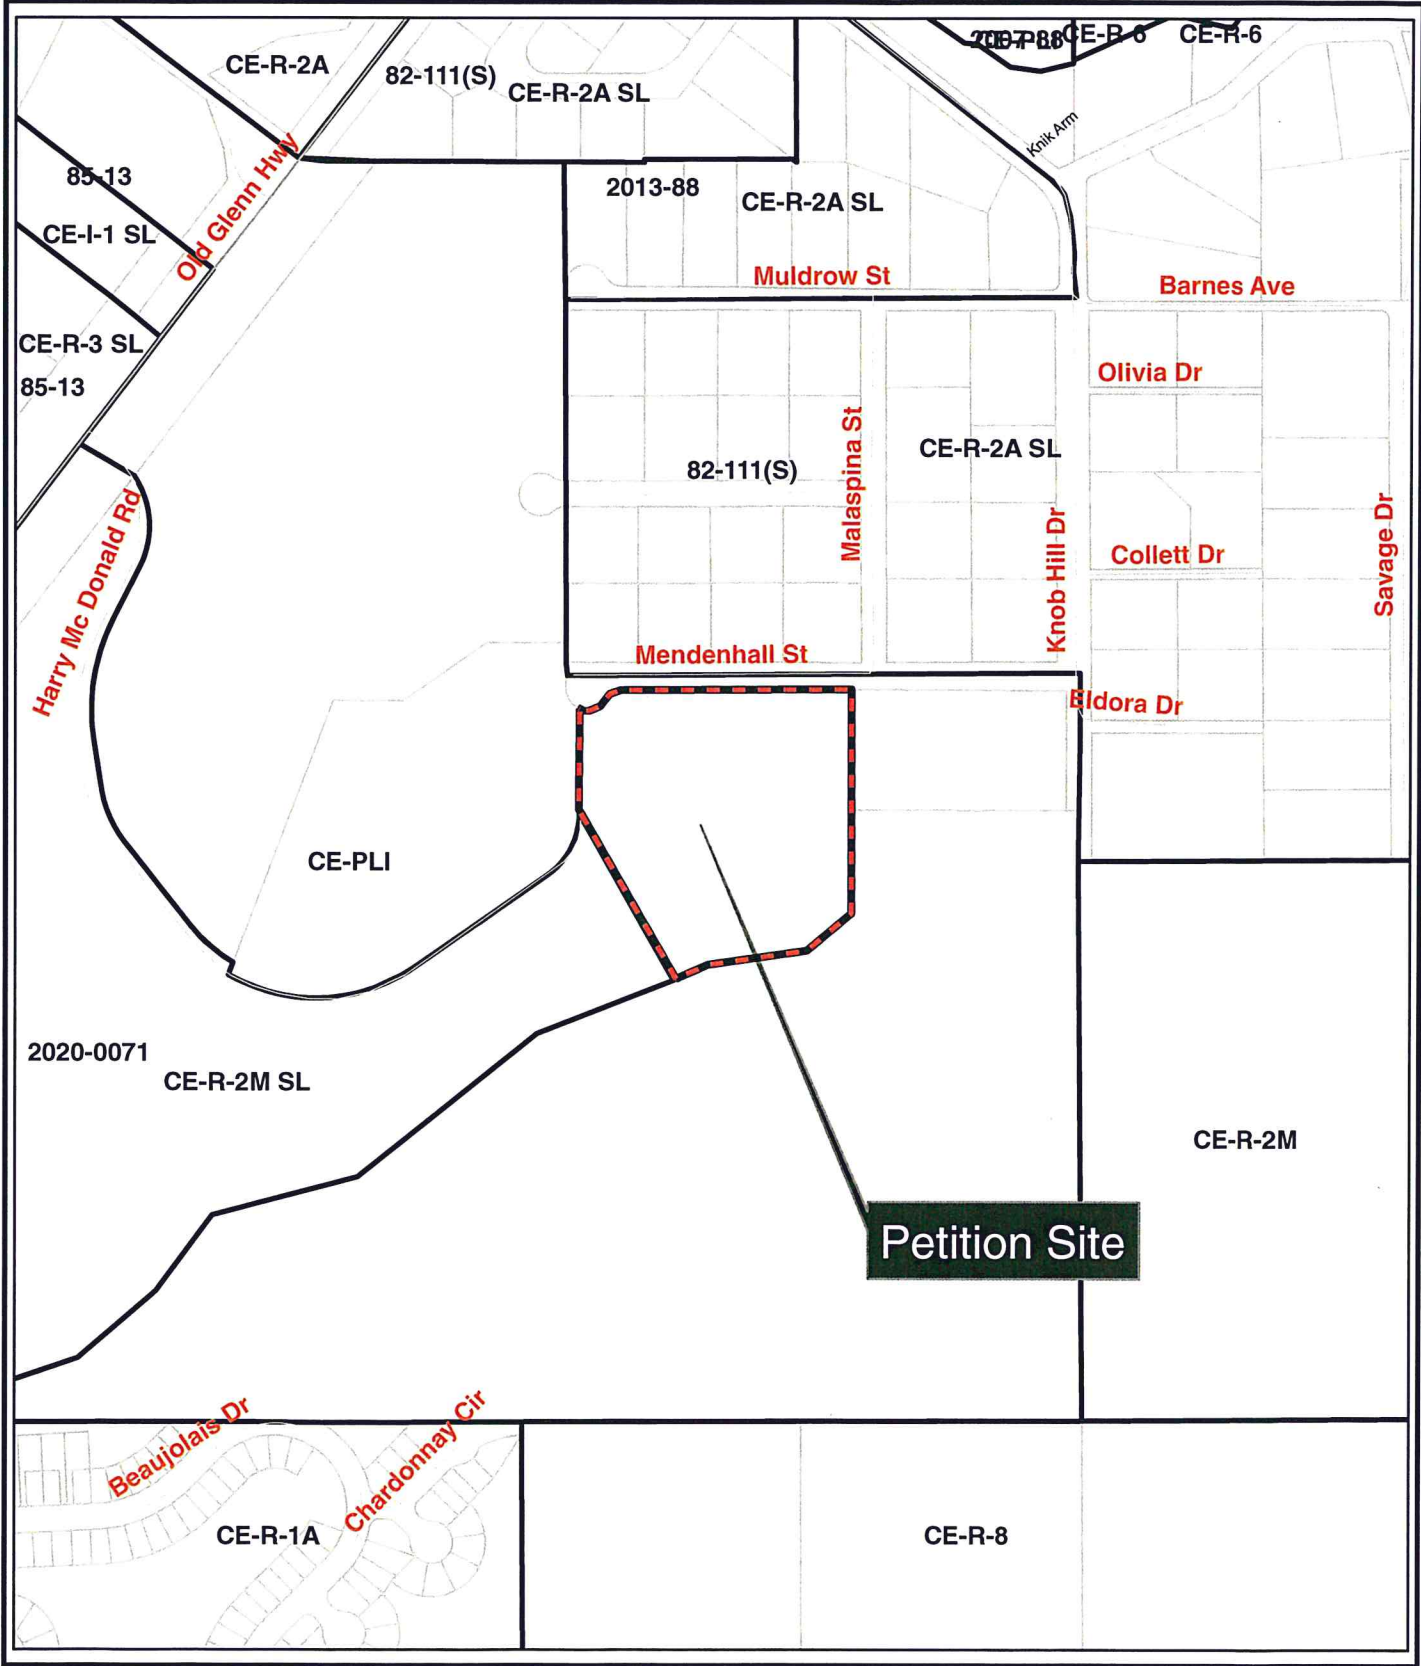 CE-R-2A
82-111(S)
CE-R-2A SL
2007-88
CE-PLI
CE-R-6
CE-R-6
Knik Arm
85-13
CE-I-1 SL
Old Glenn Hwy
2013-88
CE-R-2A SL
Muldrow St
Barnes Ave
CE-R-3 SL
85-13
Olivia Dr
Malaspina St
CE-R-2A SL
82-111(S)
Knob Hill Dr
Collett Dr
Savage Dr
Harry Mc Donald Rd
Mendenhall St
Eldora Dr
CE-PLI
2020-0071
CE-R-2M SL
CE-R-2M
Petition Site
Beaujolais Dr
Chardonnay Cir
CE-R-1A
CE-R-8